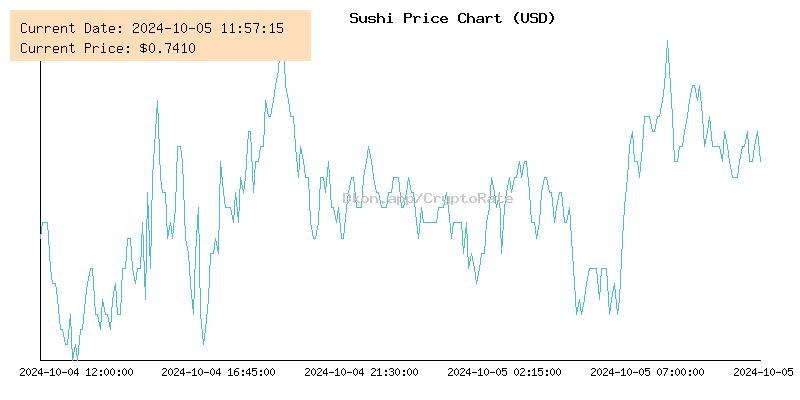 Sushi Price Chart (USD)
Current Date: 2024-10-05 11:57:15
Current Price: $0.7410
Dkon.app/CryptoRate
2024-10-04 12:00:00 2024-10-04 16:45:00 2024-10-04 21:30:00 2024-10-05 02:15:00 2024-10-05 07:00:00 2024-10-05